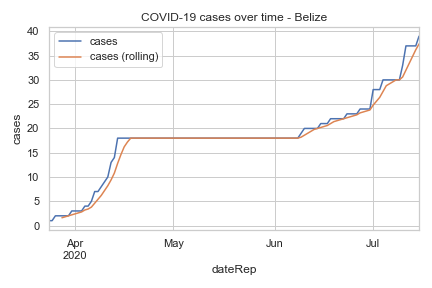 COVID-19 cases over time - Belize
cases
cases (rolling)
40
35
30
25
20
15
10
5
0
cases
Apr
2020
May
Jun
Jul
dateRep